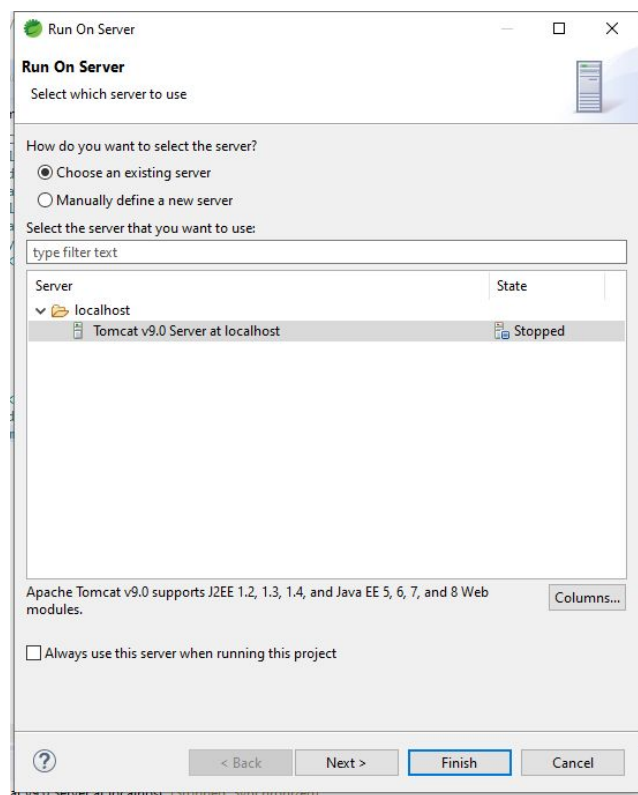 Run On Server
Run On Server
Select which server to use
How do you want to select the server?
Choose an existing server
Manually define a new server
Select the server that you want to use:
type filter text
Server State
localhost
Tomcat v9.0 Server at localhost Stopped
Apache Tomcat v9.0 supports J2EE 1.2, 1.3, 1.4, and Java EE 5, 6, 7, and 8 Web
modules.
Columns...
Always use this server when running this project
? < Back Next > Finish Cancel